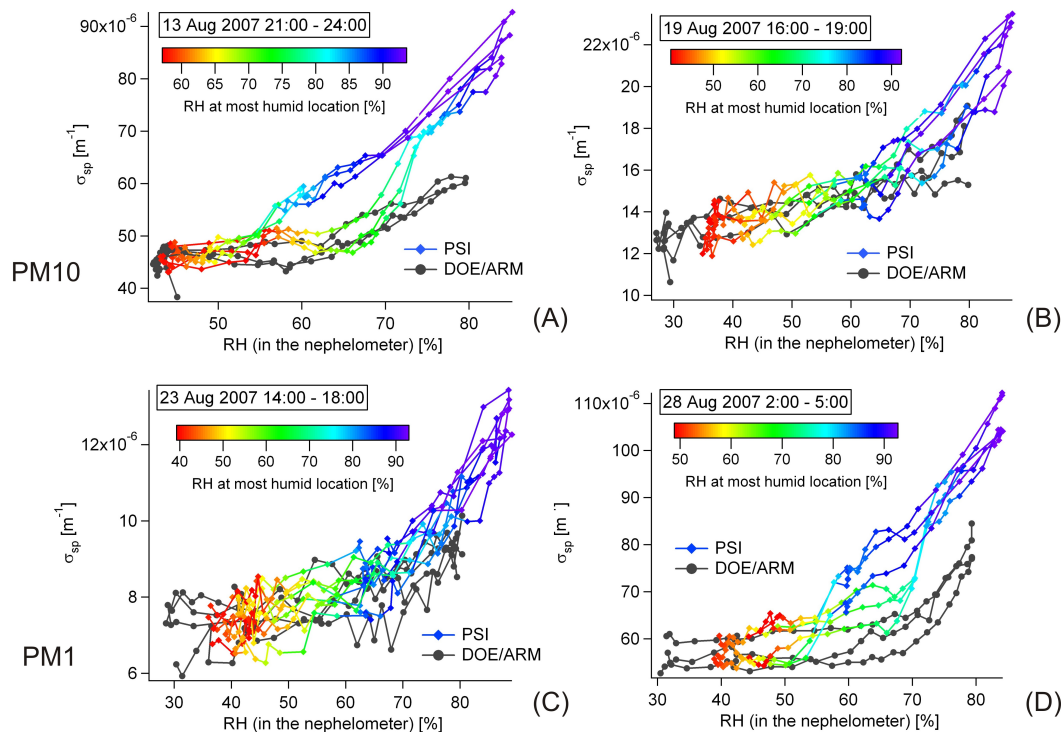 PM10
13 Aug 2007 21:00 - 24:00
60 65 70 75 80 85 90
RH at most humid location [%]
90x10-6
80
70
60
50
40
σsp [m-1]
PSI
DOE/ARM
50 60 70 80
RH (in the nephelometer) [%]
(A)
19 Aug 2007 16:00 - 19:00
50 60 70 80 90
RH at most humid location [%]
22x10-6
20
18
16
14
12
10
σsp [m-1]
PSI
DOE/ARM
30 40 50 60 70 80
RH (in the nephelometer) [%]
(B)
PM1
23 Aug 2007 14:00 - 18:00
40 50 60 70 80 90
RH at most humid location [%]
12x10-6
10
8
6
σsp [m-1]
PSI
DOE/ARM
30 40 50 60 70 80
RH (in the nephelometer) [%]
(C)
28 Aug 2007 2:00 - 5:00
50 60 70 80 90
RH at most humid location [%]
110x10-6
100
90
80
70
60
σsp [m-]
PSI
DOE/ARM
30 40 50 60 70 80
RH (in the nephelometer) [%]
(D)